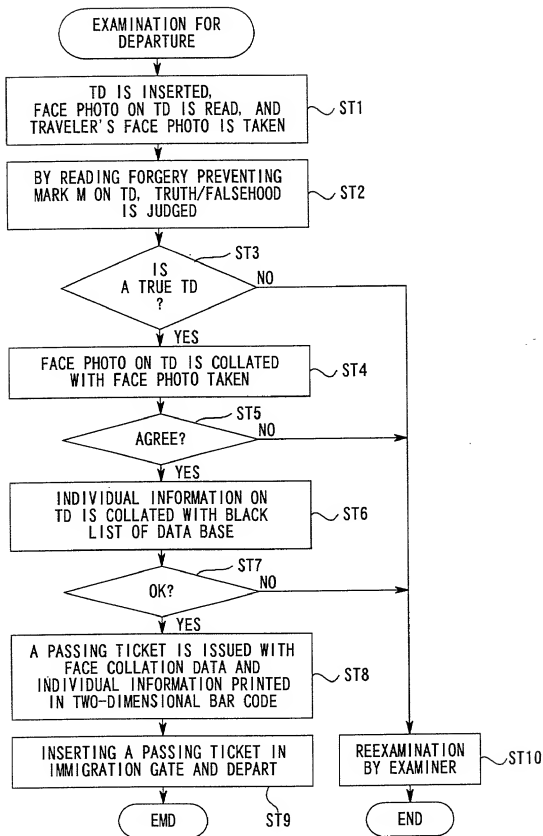 EXAMINATION FOR
DEPARTURE
TD IS INSERTED,
FACE PHOTO ON TD IS READ, AND
TRAVELER'S FACE PHOTO IS TAKEN
ST1
BY READING FORGERY PREVENTING
MARK M ON TD, TRUTH/FALSEHOOD
IS JUDGED
ST2
ST3
IS
A TRUE TD
?
NO
YES
FACE PHOTO ON TD IS COLLATED
WITH FACE PHOTO TAKEN
ST4
ST5
AGREE?
NO
YES
INDIVIDUAL INFORMATION ON
TD IS COLLATED WITH BLACK
LIST OF DATA BASE
ST6
ST7
OK?
NO
YES
A PASSING TICKET IS ISSUED WITH
FACE COLLATION DATA AND
INDIVIDUAL INFORMATION PRINTED
IN TWO-DIMENSIONAL BAR CODE
ST8
INSERTING A PASSING TICKET IN
IMMIGRATION GATE AND DEPART
ST9
EMD
REEXAMINATION
BY EXAMINER
ST10
END